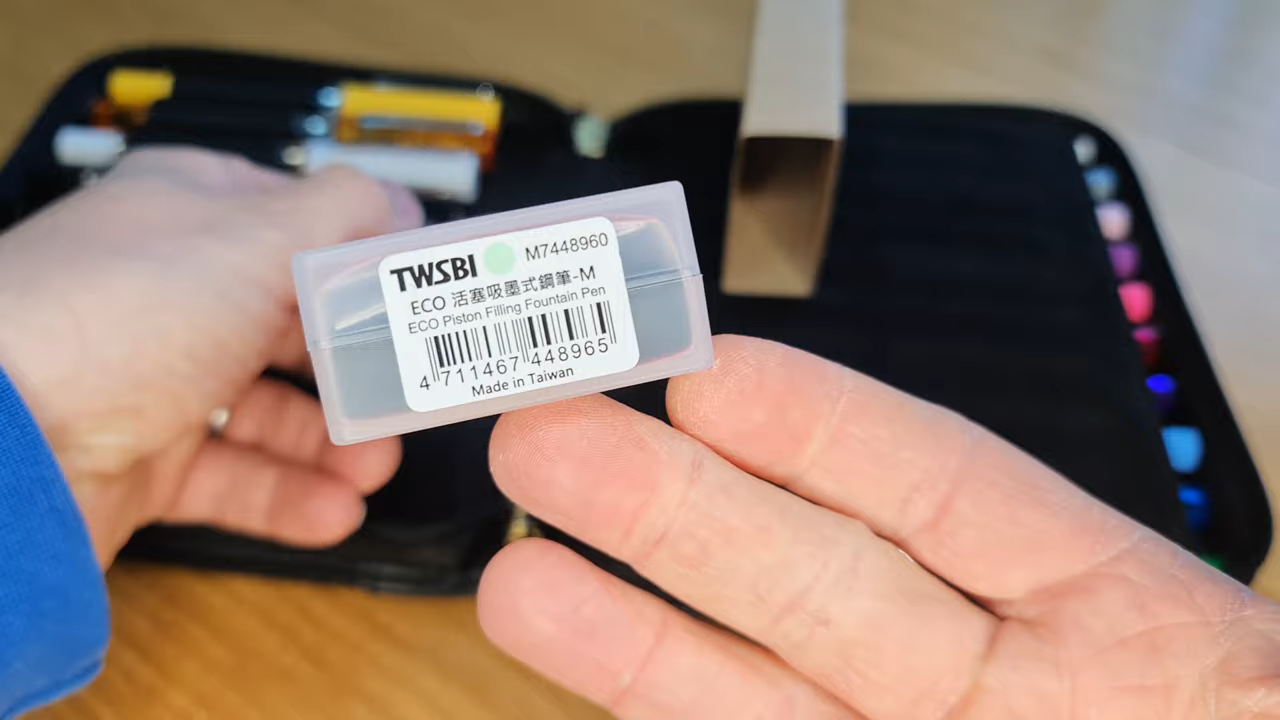 TWSBI M7448960
ECO 活塞吸墨式鋼筆-M
ECO Piston Filling Fountain Pen
4 711467 448965
Made in Taiwan